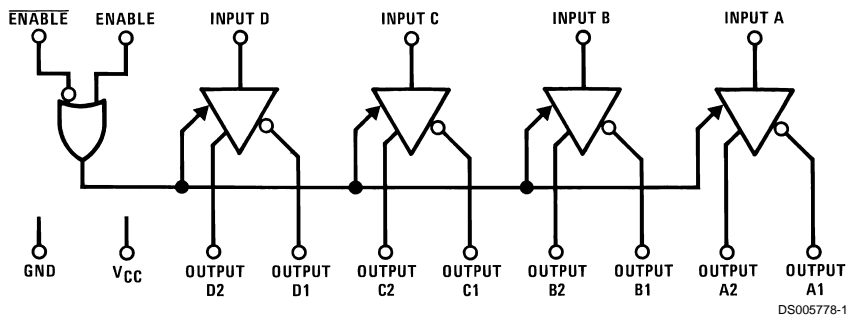 ENABLE ENABLE INPUT D INPUT C INPUT B INPUT A
GND VCC OUTPUT D2 OUTPUT D1 OUTPUT C2 OUTPUT C1 OUTPUT B2 OUTPUT B1 OUTPUT A2 OUTPUT A1
DS005778-1